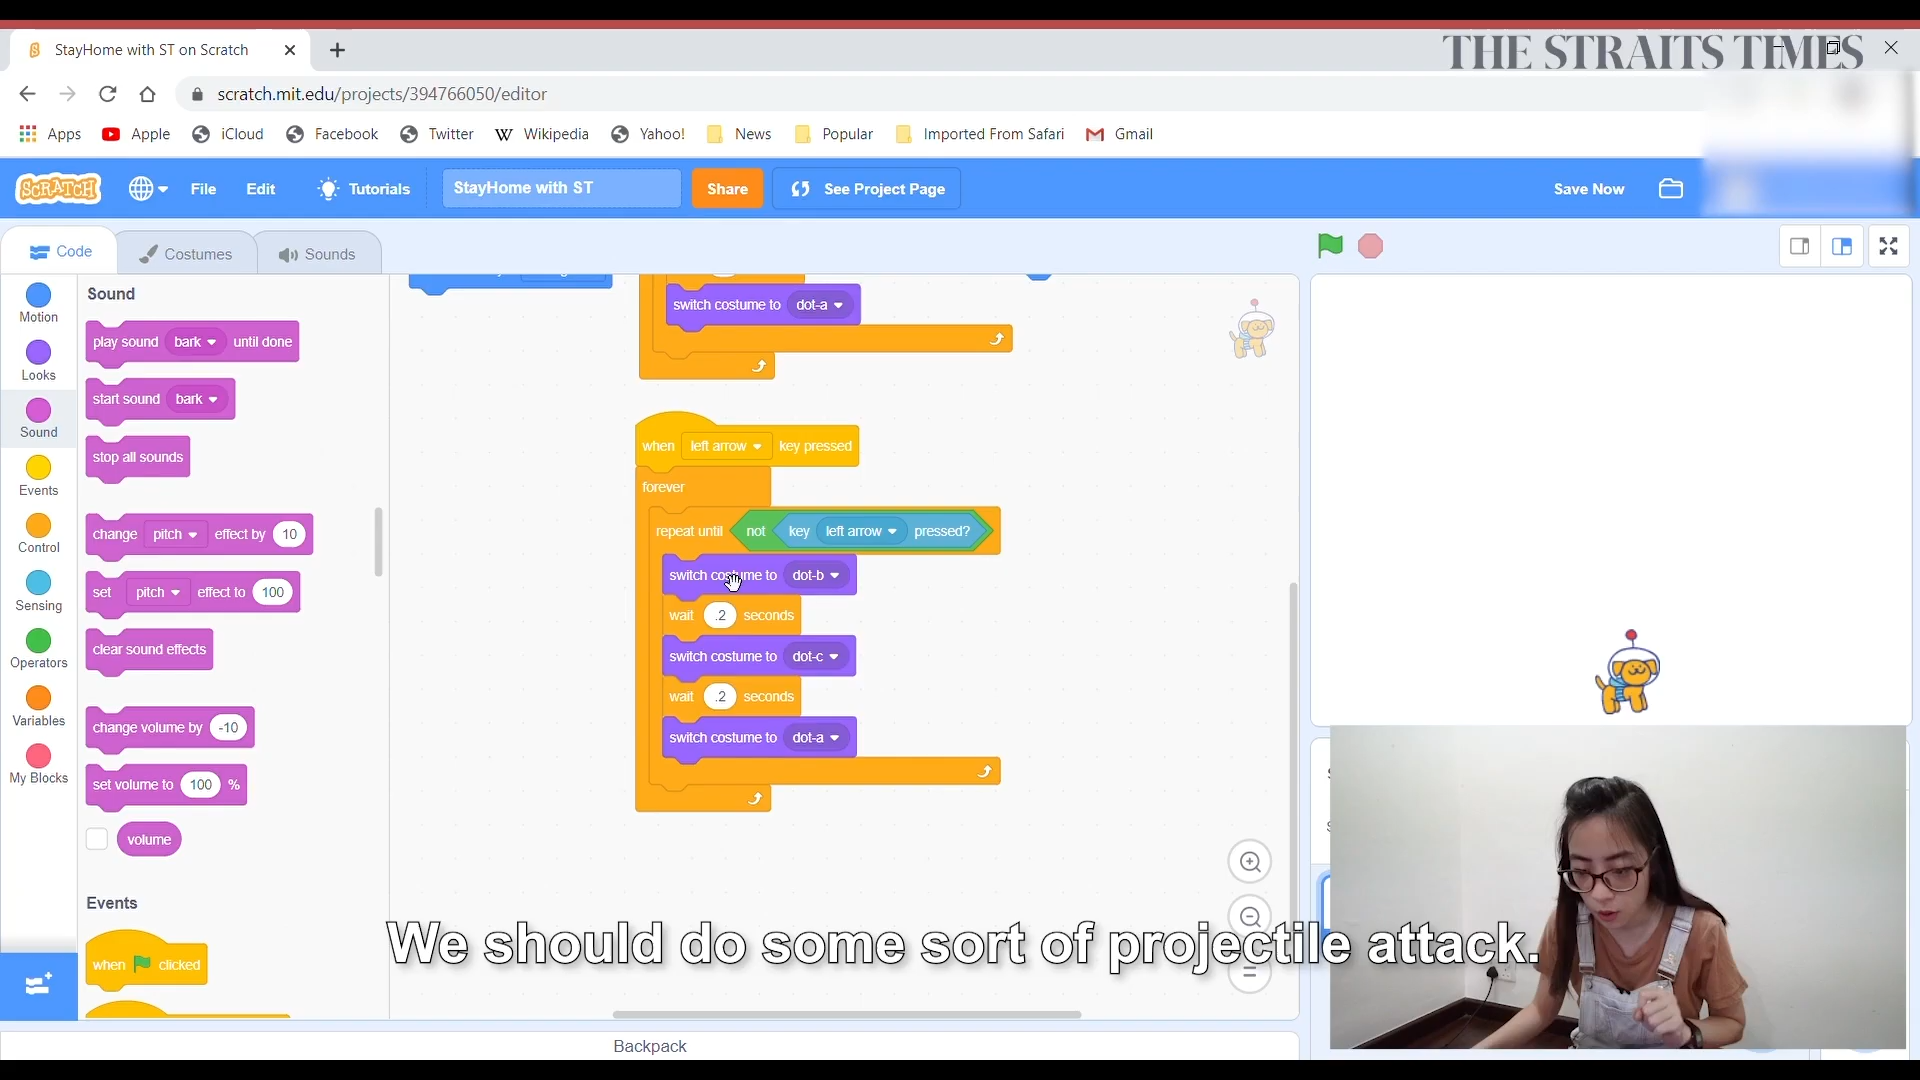 StayHome with ST on Scratch
THE STRAITS TIMES
scratch.mit.edu/projects/394766050/editor
Apps Apple iCloud Facebook Twitter Wikipedia Yahoo! News Popular Imported From Safari Gmail
SCRATCH File Edit Tutorials StayHome with ST Share See Project Page Save Now
Code Costumes Sounds
Motion
Looks
Sound
Events
Control
Sensing
Operators
Variables
My Blocks
Sound
play sound bark until done
start sound bark
stop all sounds
change pitch effect by 10
set pitch effect to 100
clear sound effects
change volume by -10
set volume to 100 %
volume
Events
when clicked
switch costume to dot-a
when left arrow key pressed
forever
repeat until not key left arrow pressed?
switch costume to dot-b
wait .2 seconds
switch costume to dot-c
wait .2 seconds
switch costume to dot-a
We should do some sort of projectile attack.
Backpack